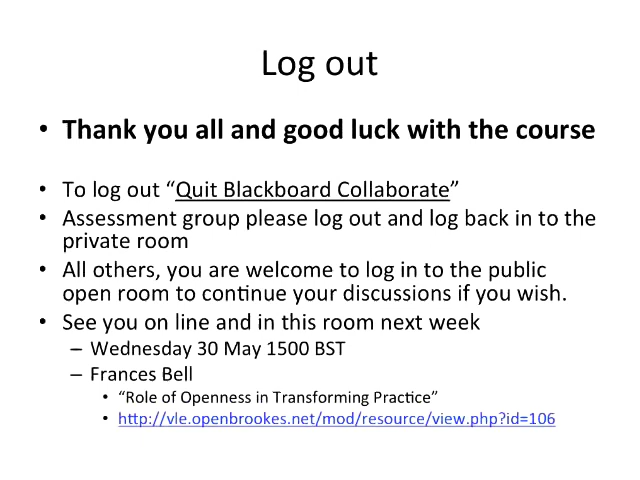 Log out
• Thank you all and good luck with the course
• To log out “Quit Blackboard Collaborate”
• Assessment group please log out and log back in to the
private room
• All others, you are welcome to log in to the public
open room to continue your discussions if you wish.
• See you on line and in this room next week
– Wednesday 30 May 1500 BST
– Frances Bell
• “Role of Openness in Transforming Practice”
• http://vle.openbrookes.net/mod/resource/view.php?id=106